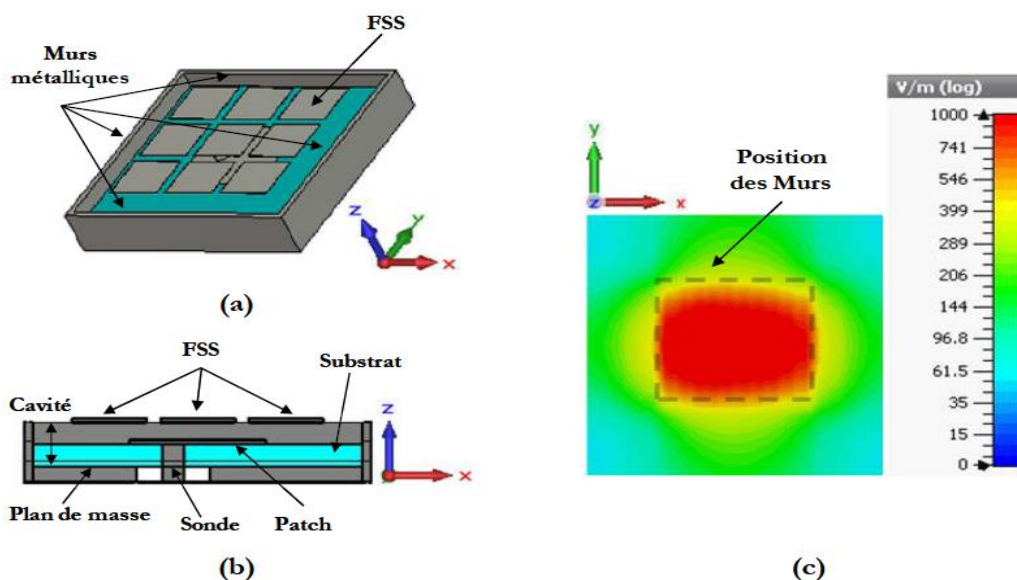 FSS
Murs
métalliques
z
y
x
(a)
FSS
Substrat
Cavité
z
x
Plan de masse
Sonde
Patch
(b)
V/m (log)
1000
741
546
399
289
206
144
96.8
61.5
35
15
0
y
z
x
Position
des Murs
(c)